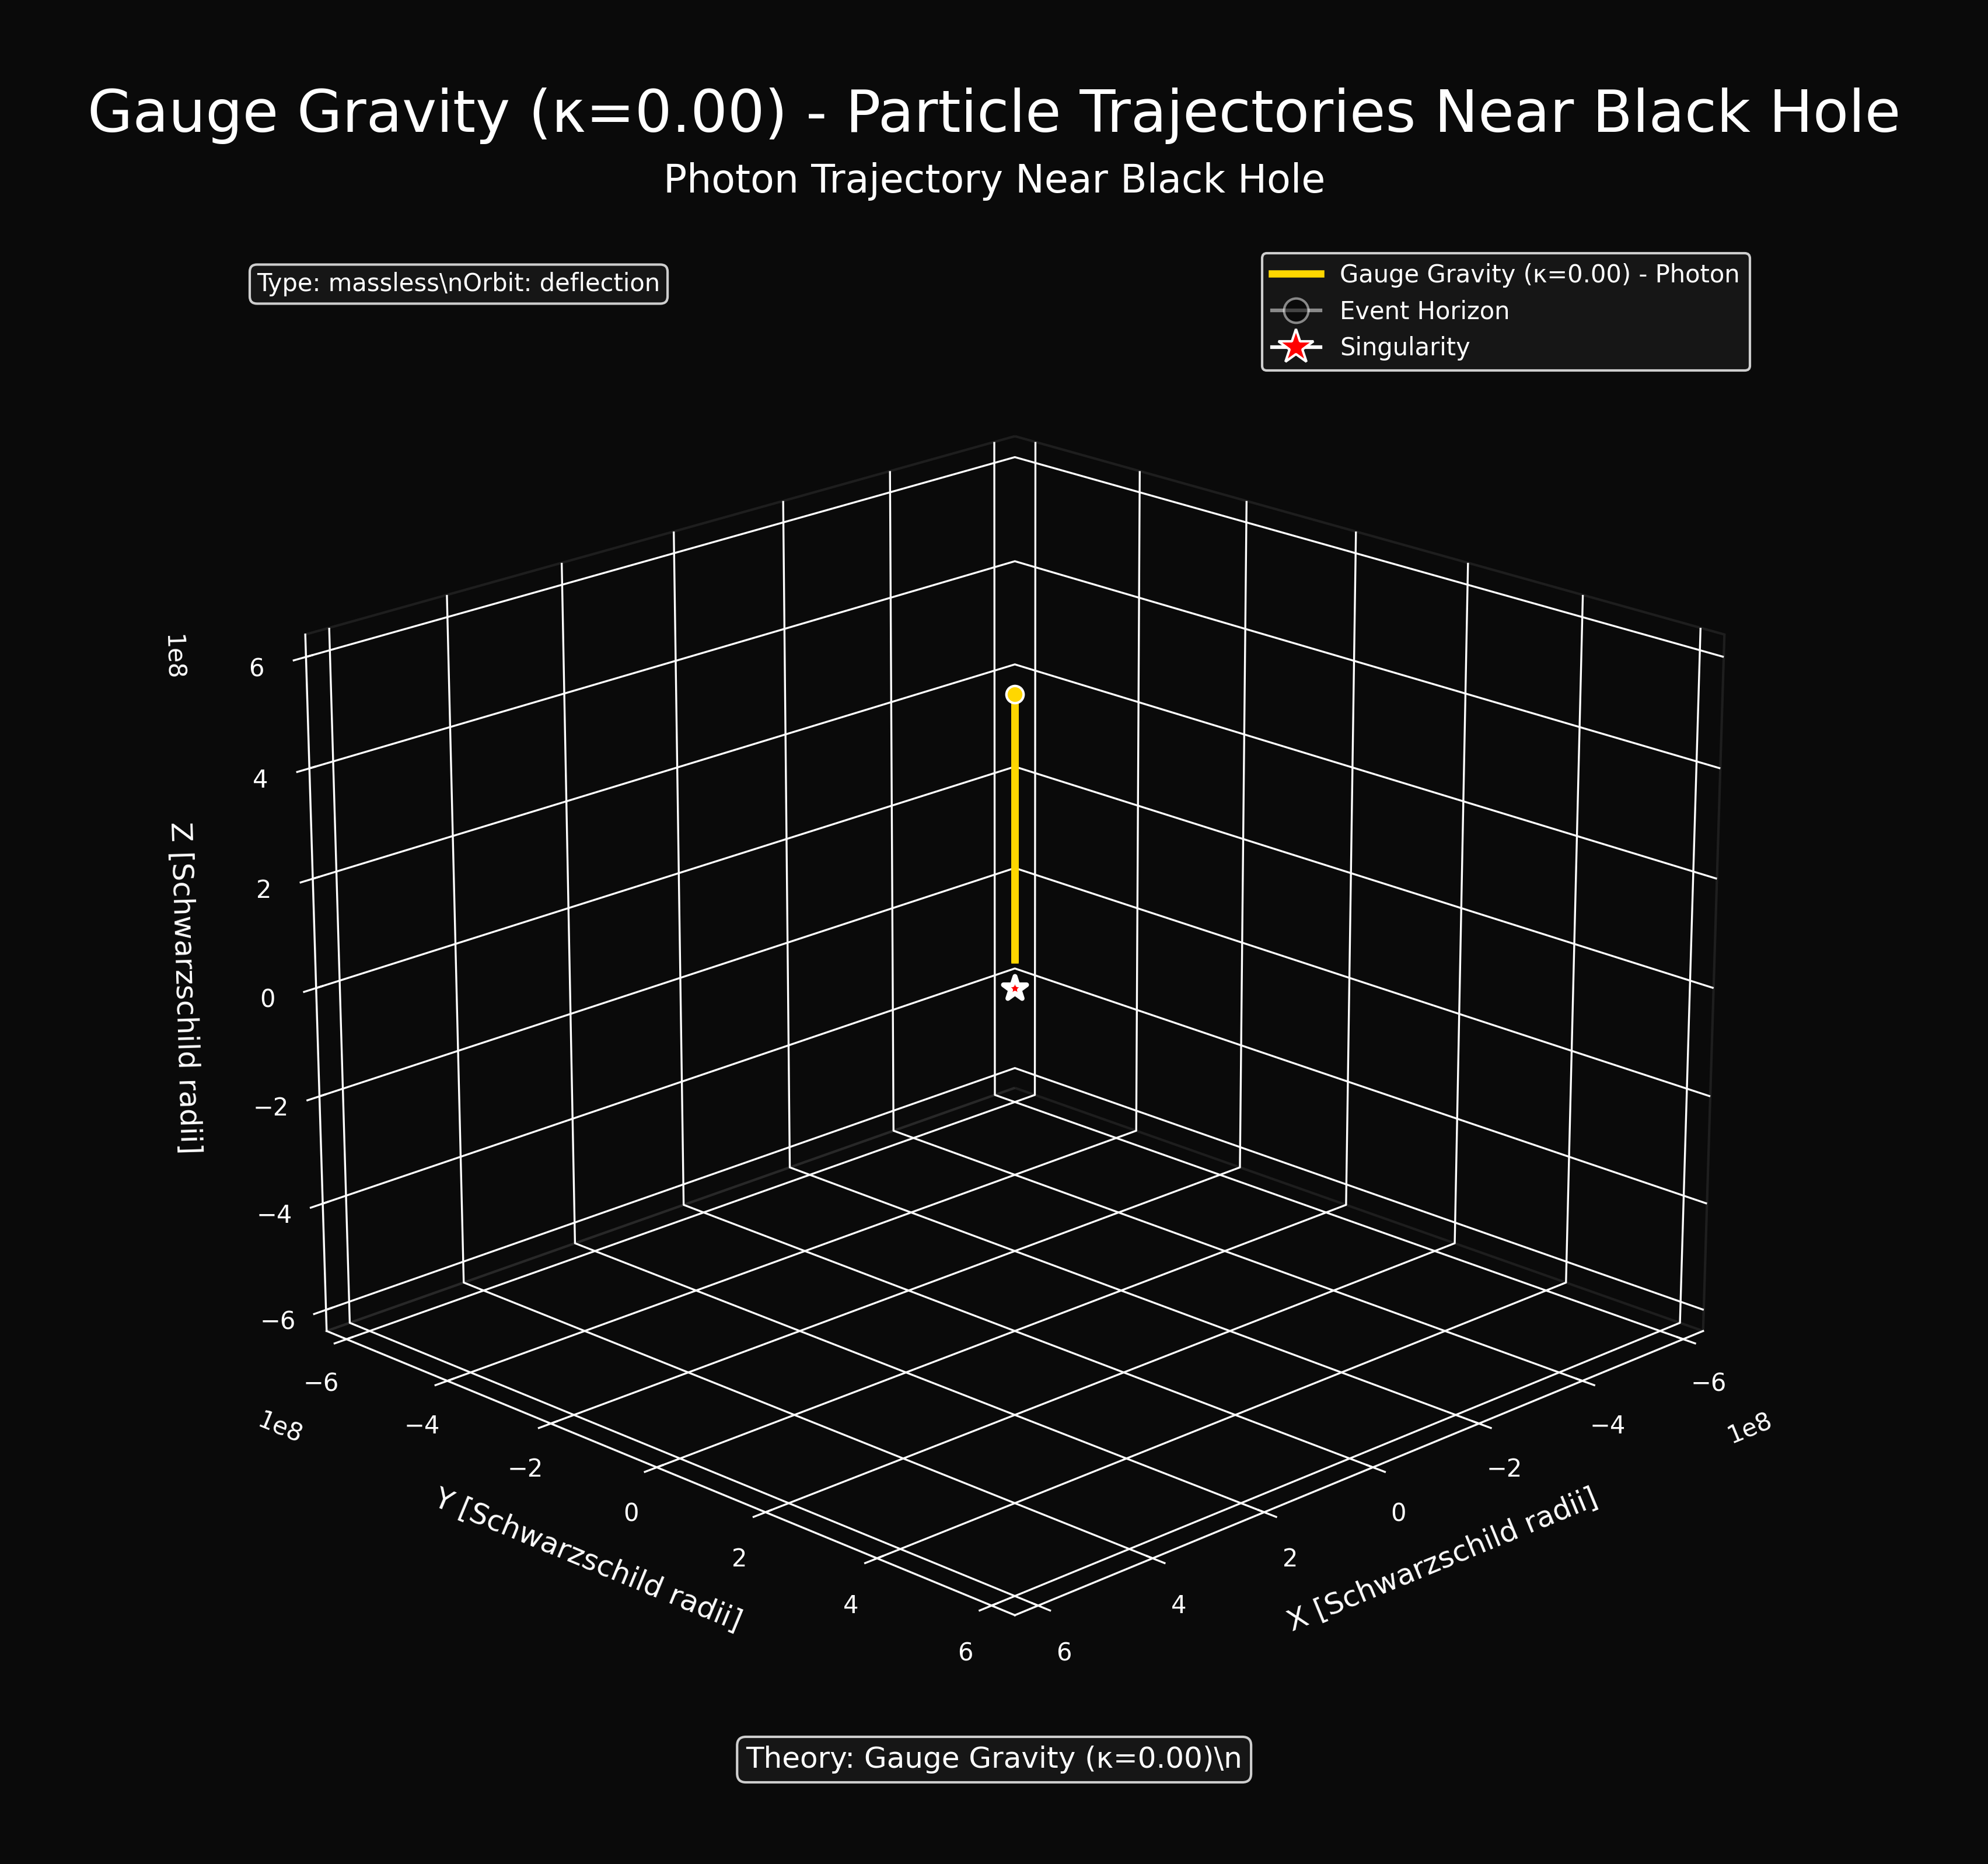 Gauge Gravity (κ=0.00) - Particle Trajectories Near Black Hole
Photon Trajectory Near Black Hole
Type: massless\nOrbit: deflection
Gauge Gravity (κ=0.00) - Photon
Event Horizon
Singularity
1e8
6
4
2
0
−2
−4
−6
Z [Schwarzschild radii]
−6
−4
−2
0
2
4
6
1e8
Y [Schwarzschild radii]
6
4
2
0
−2
−4
−6
1e8
X [Schwarzschild radii]
Theory: Gauge Gravity (κ=0.00)\n